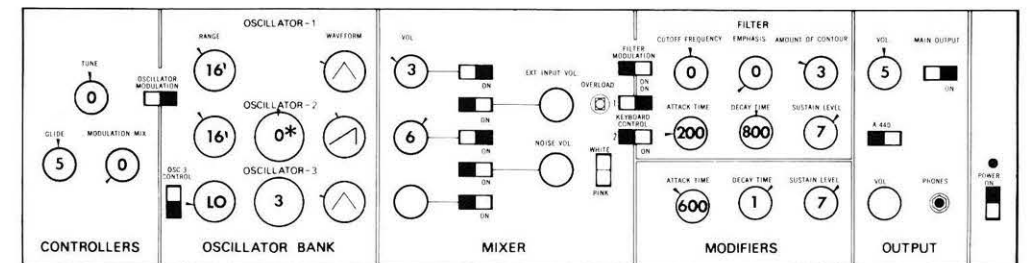 TUNE
0
GLIDE
5
MODULATION MIX
0
CONTROLLERS
OSCILLATOR
MODULATION
OSCILLATOR-1
RANGE
WAVEFORM
16'
OSCILLATOR-2
16'
0*
OSC. 3
CONTROL
OSCILLATOR-3
LO
3
OSCILLATOR BANK
VOL
3
ON
EXT INPUT VOL.
OVERLOAD
ON
6
ON
NOISE VOL.
WHITE
ON
PINK
ON
MIXER
FILTER
FILTER
MODULATION
ON
ON
1
KEYBOARD
CONTROL
2
ON
CUTOFF FREQUENCY
EMPHASIS
AMOUNT OF CONTOUR
0
0
3
ATTACK TIME
DECAY TIME
SUSTAIN LEVEL
200
800
7
ATTACK TIME
DECAY TIME
SUSTAIN LEVEL
600
1
7
MODIFIERS
VOL.
MAIN OUTPUT
5
ON
A-440
VOL
PHONES
OUTPUT
POWER
ON